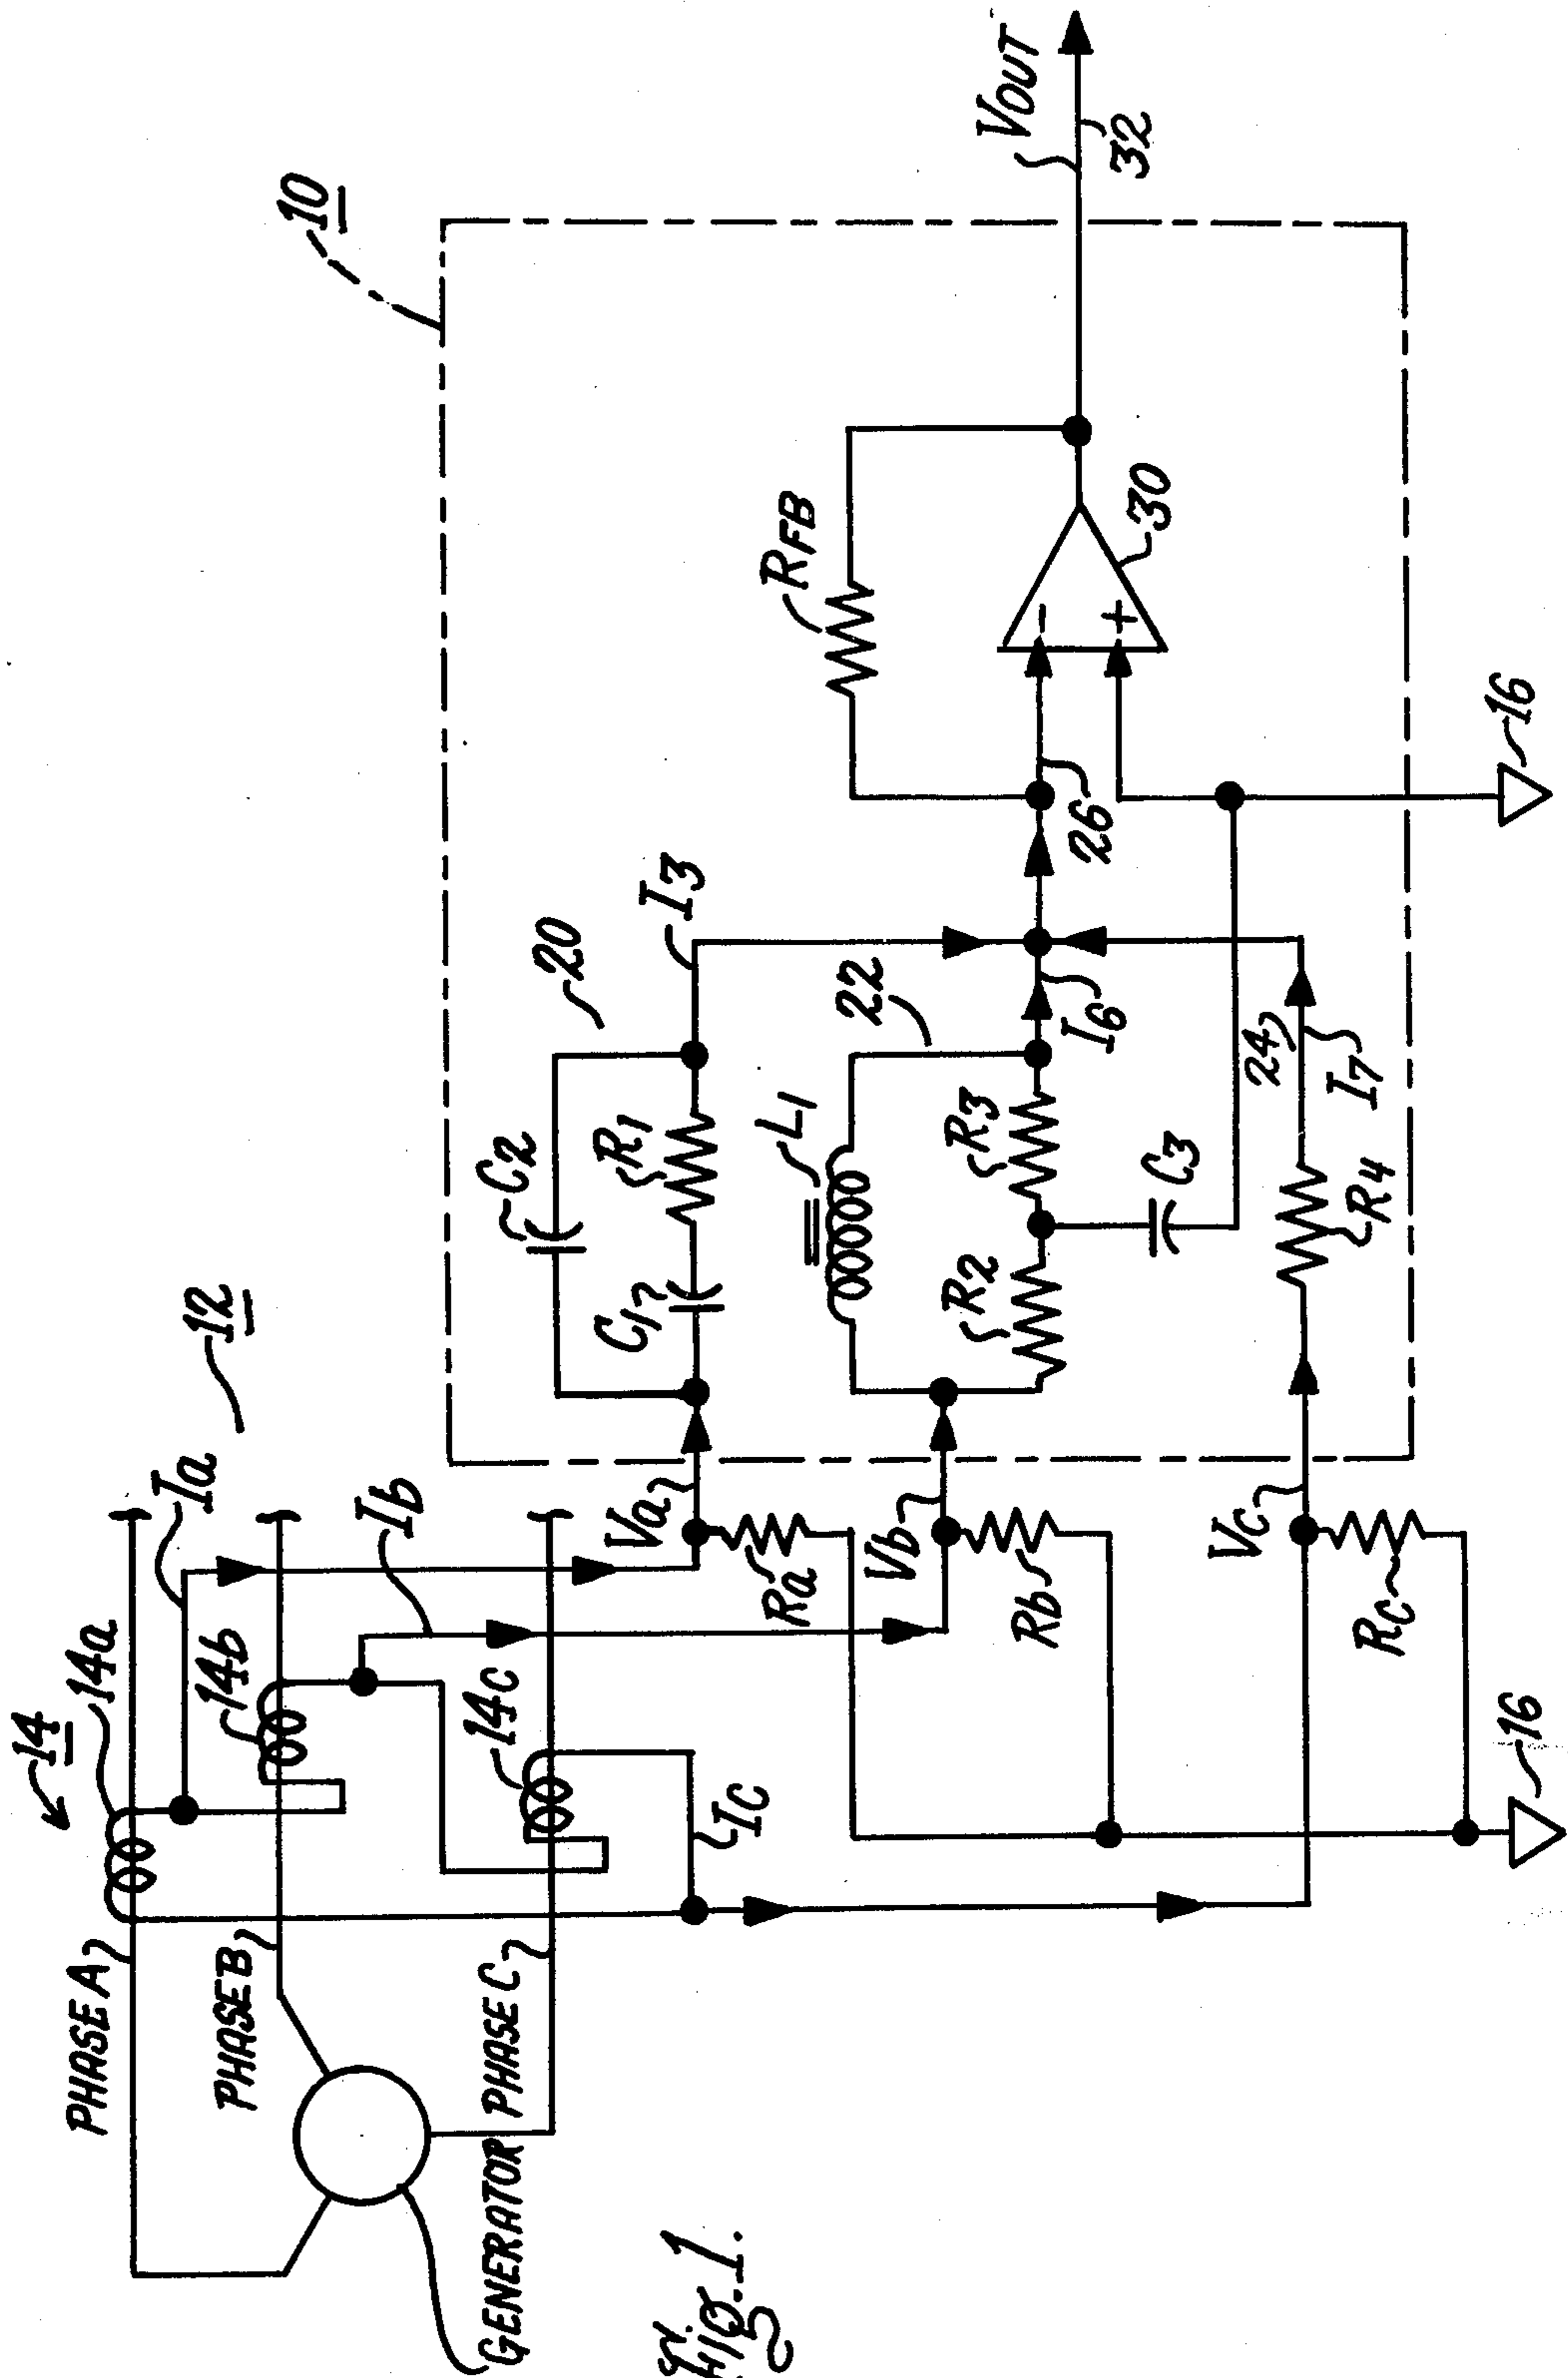 10
12
14
14a
Ia
PHASE A
14b
PHASE B
Ib
14c
PHASE C
GENERATOR
Ic
Va
Ra
Vb
Rb
Vc
Rc
16
C2
20
C1
R1
I3
L1
22
R2
R3
I6
C3
24
I7
R4
RFB
26
30
16
VOUT
32
Fig. 1.